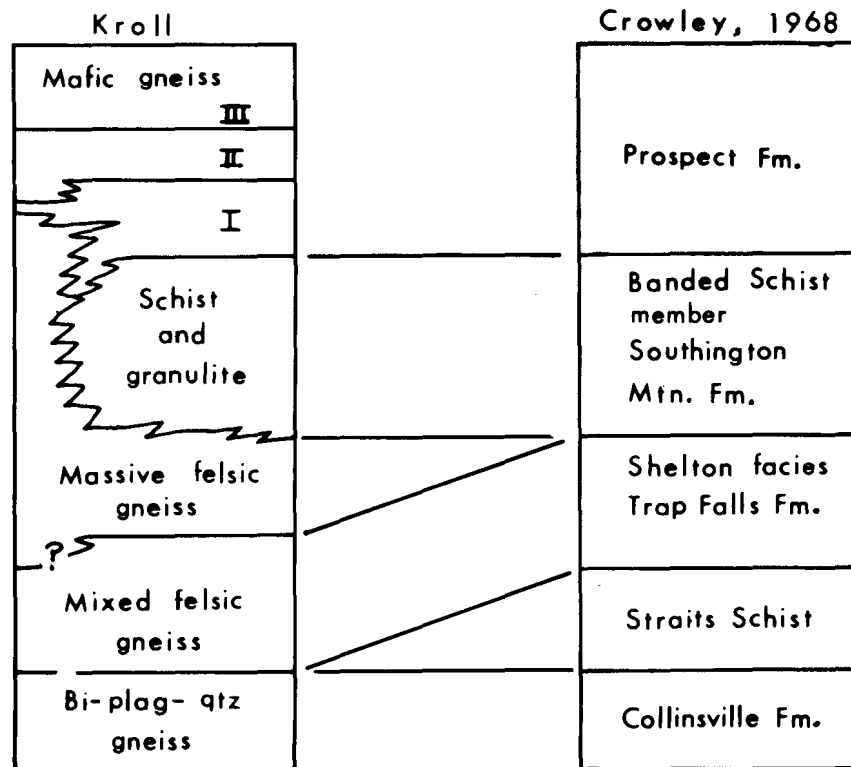 Kroll
Mafic gneiss
III
II
I
Schist
and
granulite
Massive felsic
gneiss
?
Mixed felsic
gneiss
Bi-plag-qtz
gneiss
Crowley, 1968
Prospect Fm.
Banded Schist
member
Southington
Mtn. Fm.
Shelton facies
Trap Falls Fm.
Straits Schist
Collinsville Fm.